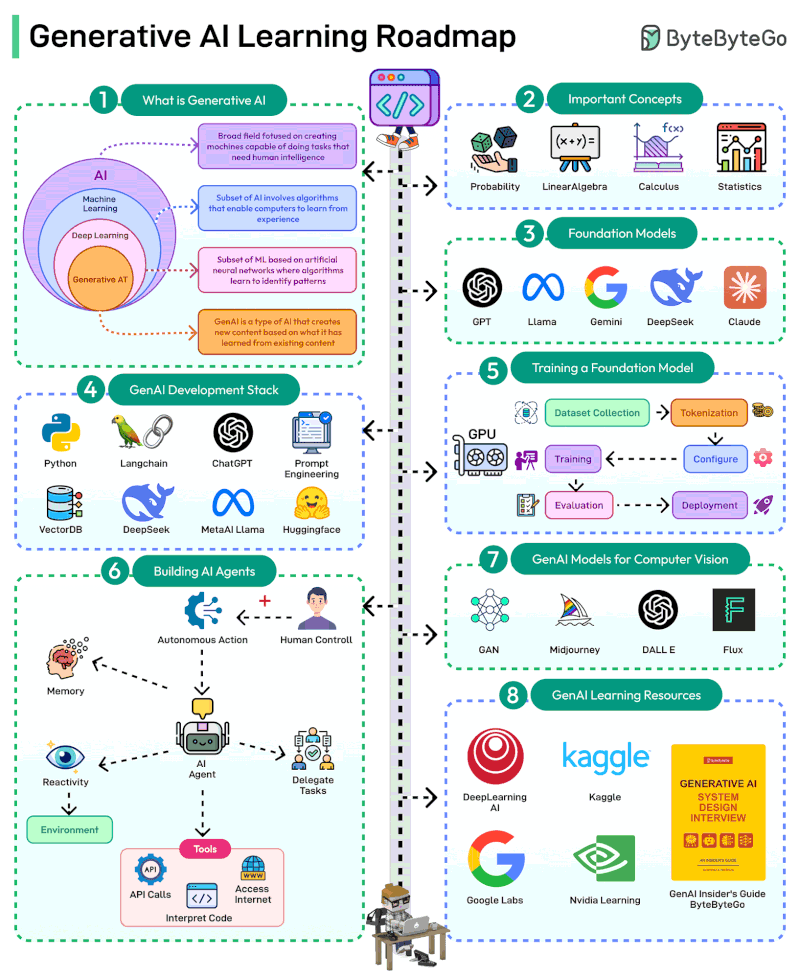 Generative AI Learning Roadmap
ByteByteGo
1
What is Generative AI
AI
Machine
Learning
Deep Learning
Generative AT
Broad field fotused on creating
machines capable of doing tasks that
need human intelligence
Subset of AI involves algorithms
that enable computers to learn from
experience
Subset of ML based on artificial
neural networks where algorithms
learn to identify patterns
GenAI is a type of AI that creates
new content based on what it has
learned from existing content
</>
2
Important Concepts
Probability
(x+y)=
LinearAlgebra
f(x)
Calculus
Statistics
3
Foundation Models
GPT
Llama
Gemini
DeepSeek
Claude
4
GenAI Development Stack
Python
Langchain
ChatGPT
Prompt
Engineering
VectorDB
DeepSeek
MetaAI Llama
Huggingface
5
Training a Foundation Model
GPU
Dataset Collection
Tokenization
Training
Configure
Evaluation
Deployment
6
Building AI Agents
Autonomous Action
+
Human Controll
Memory
AI
Agent
Reactivity
Delegate
Tasks
Environment
Tools
API
API Calls
</>
Interpret Code
WWW
Access
Internet
7
GenAI Models for Computer Vision
GAN
Midjourney
DALL E
Flux
8
GenAI Learning Resources
DeepLearning
AI
kaggle
Kaggle
GENERATIVE AI
SYSTEM
DESIGN
INTERVIEW
AN INSIDER'S GUIDE
Google Labs
Nvidia Learning
GenAI Insider's Guide
ByteByteGo